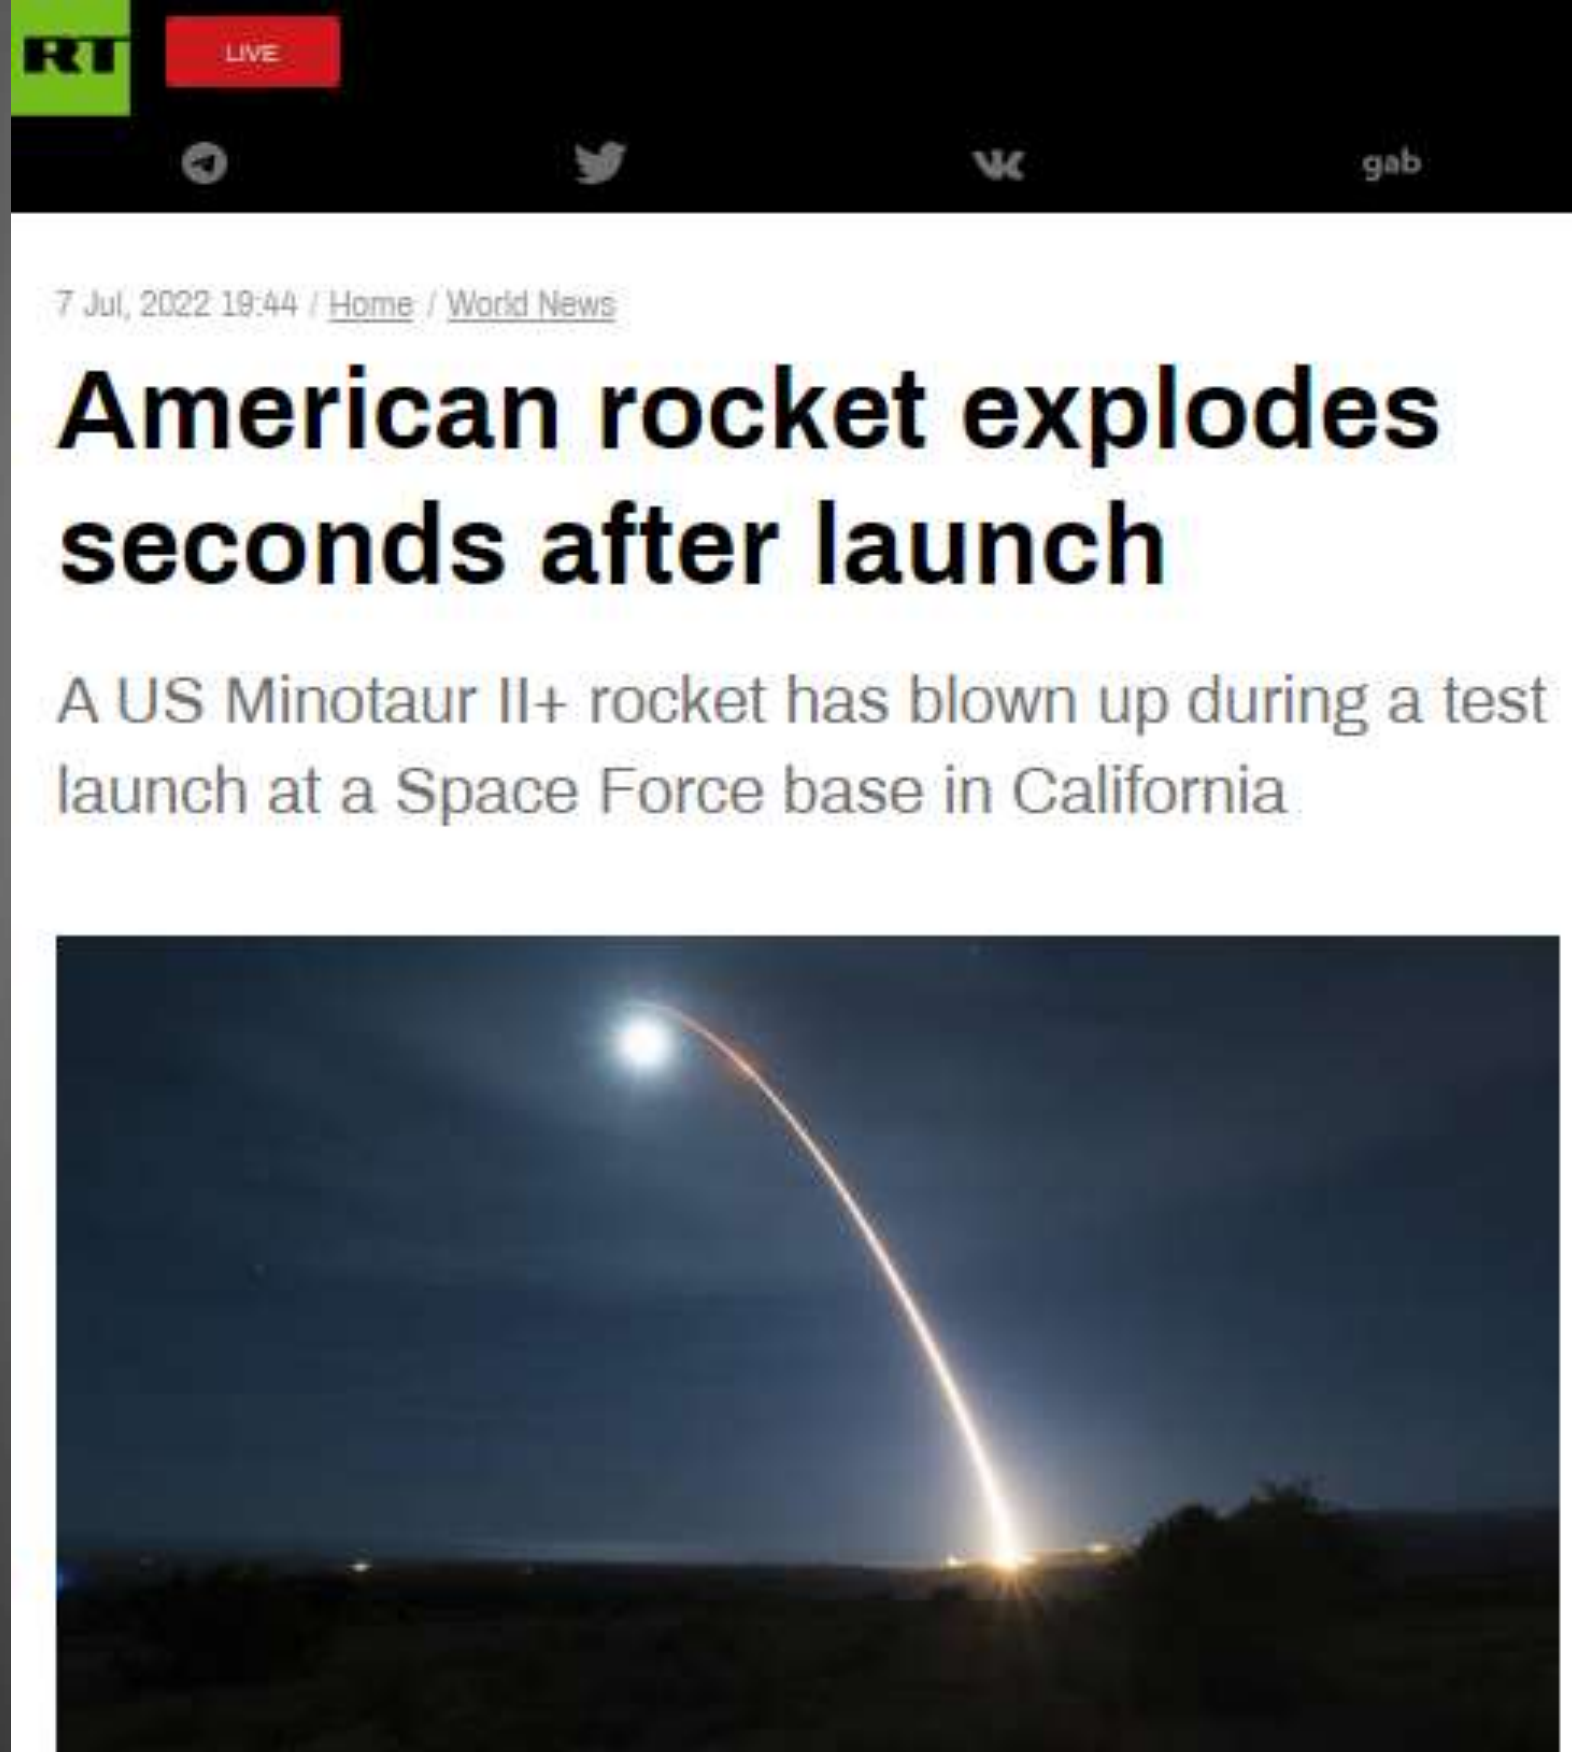 RT
LIVE
gab
7 Jul, 2022 19:44 / Home / World News
American rocket explodes
seconds after launch
A US Minotaur II+ rocket has blown up during a test
launch at a Space Force base in California